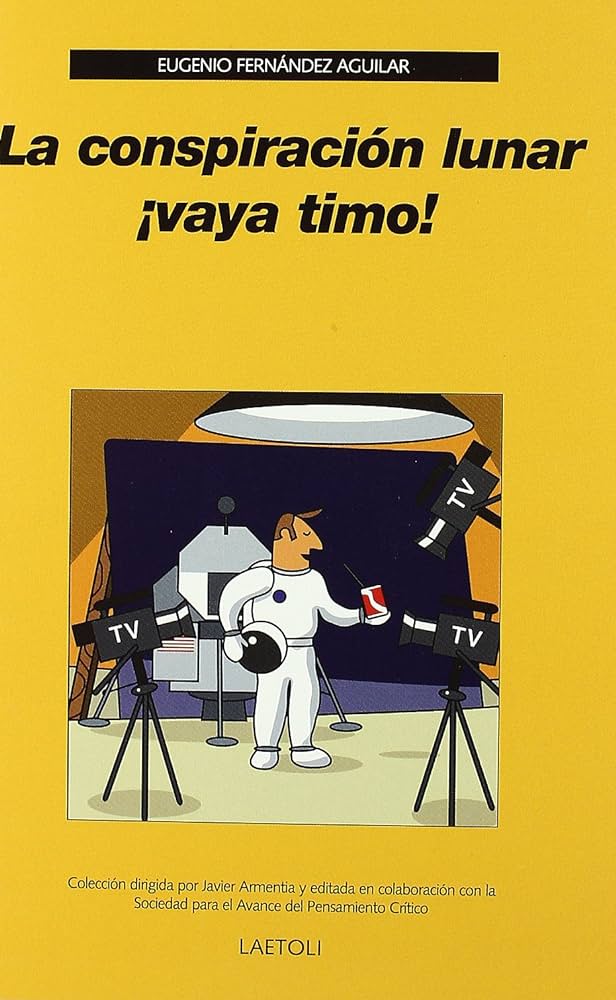 EUGENIO FERNÁNDEZ AGUILAR
La conspiración lunar
¡vaya timo!
TV
TV
TV
Colección dirigida por Javier Armentia y editada en colaboración con la
Sociedad para el Avance del Pensamiento Crítico
LAETOLI